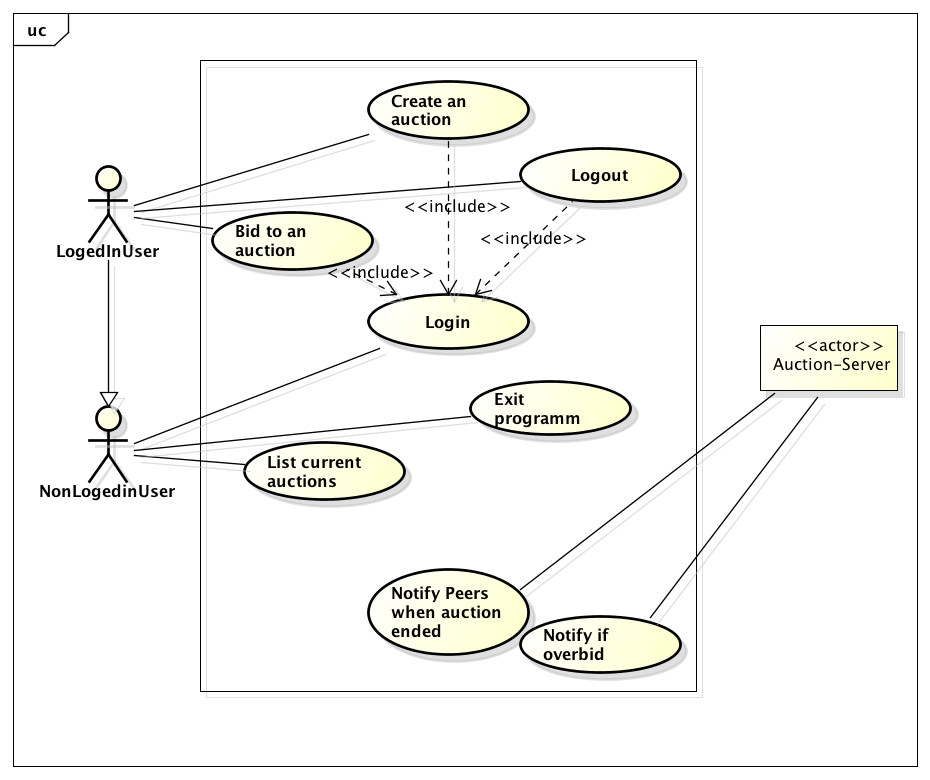 uc
Create an
auction
Logout
<<include>>
LogedInUser
Bid to an
auction
<<include>>
<<include>>
Login
<<actor>>
Auction-Server
Exit
programm
List current
auctions
NonLogedinUser
Notify Peers
when auction
ended
Notify if
overbid